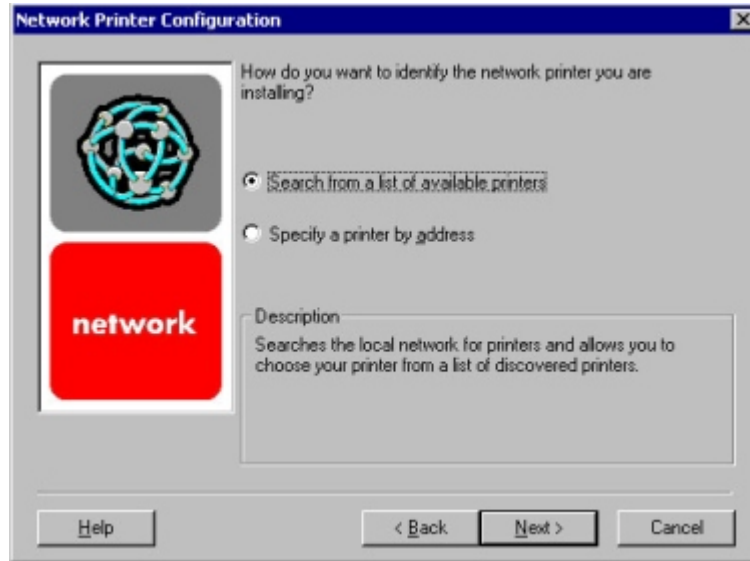 Network Printer Configuration
How do you want to identify the network printer you are
installing?
Search from a list of available printers
Specify a printer by address
network
Description
Searches the local network for printers and allows you to
choose your printer from a list of discovered printers.
Help
< Back
Next >
Cancel